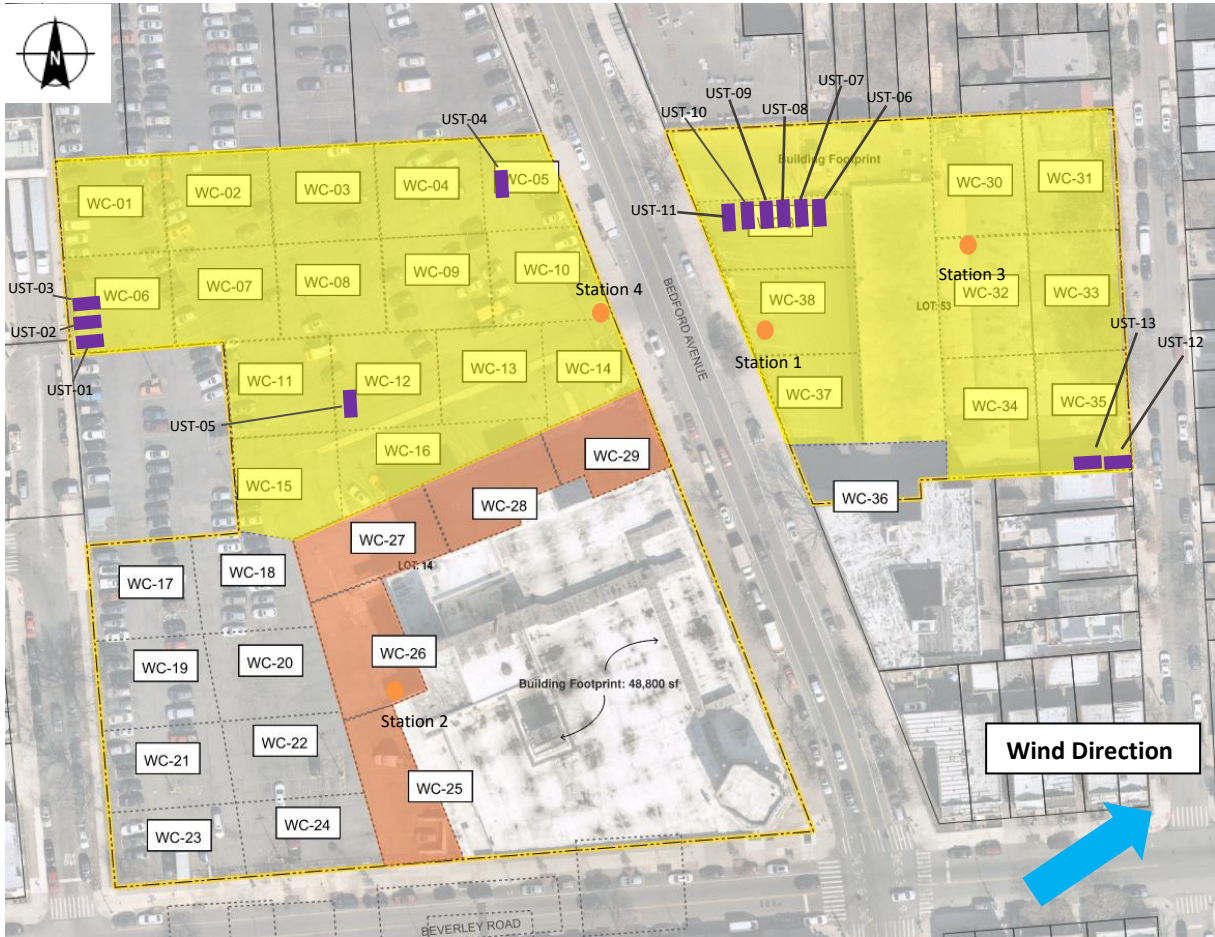 N
UST-07
UST-09
UST-08
UST-06
UST-10
UST-04
Building Footprint
WC-01
WC-02
WC-03
WC-04
WC-05
WC-30
WC-31
UST-11
WC-06
WC-07
WC-08
WC-09
WC-10
UST-03
UST-02
UST-01
Station 4
BEDFORD AVENUE
WC-38
Station 3
WC-32
WC-33
LOT: 53
Station 1
UST-13
UST-12
WC-11
WC-12
WC-13
WC-14
WC-37
WC-34
WC-35
UST-05
WC-16
WC-15
WC-29
WC-28
WC-36
WC-27
LOT: 14
WC-17
WC-18
WC-19
WC-20
WC-26
Building Footprint: 48,800 sf
Station 2
WC-21
WC-22
WC-25
WC-23
WC-24
Wind Direction
BEVERLEY ROAD